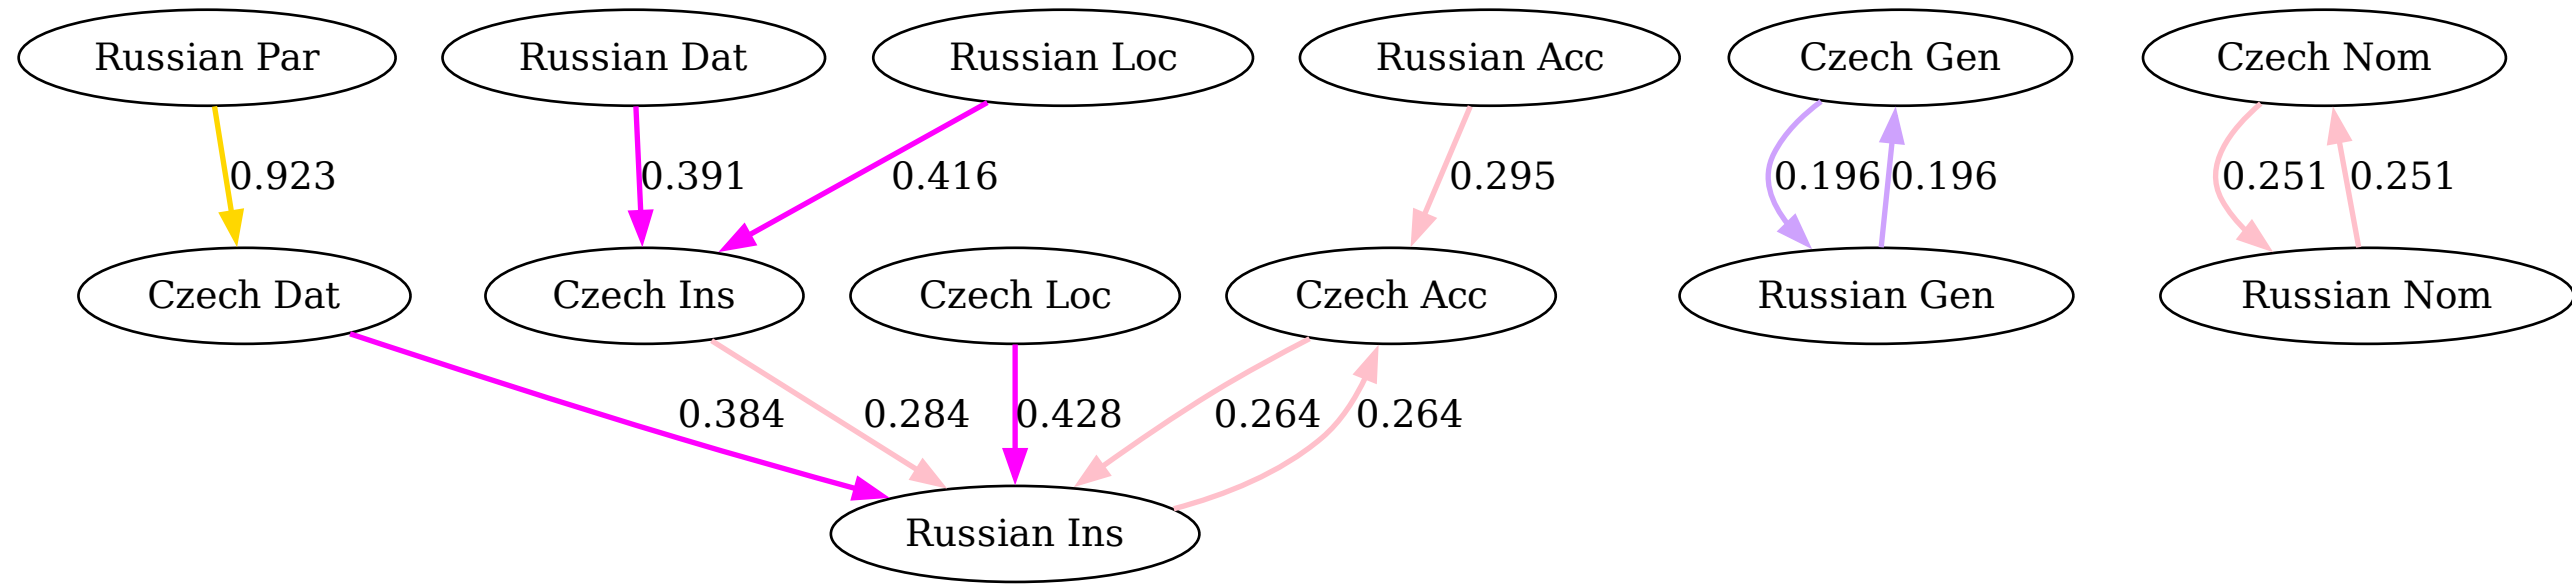 Russian Par
Russian Dat
Russian Loc
Russian Acc
Czech Gen
Czech Nom
0.923
0.391
0.416
0.295
0.196
0.196
0.251
0.251
Czech Dat
Czech Ins
Czech Loc
Czech Acc
Russian Gen
Russian Nom
0.384
0.284
0.428
0.264
0.264
Russian Ins